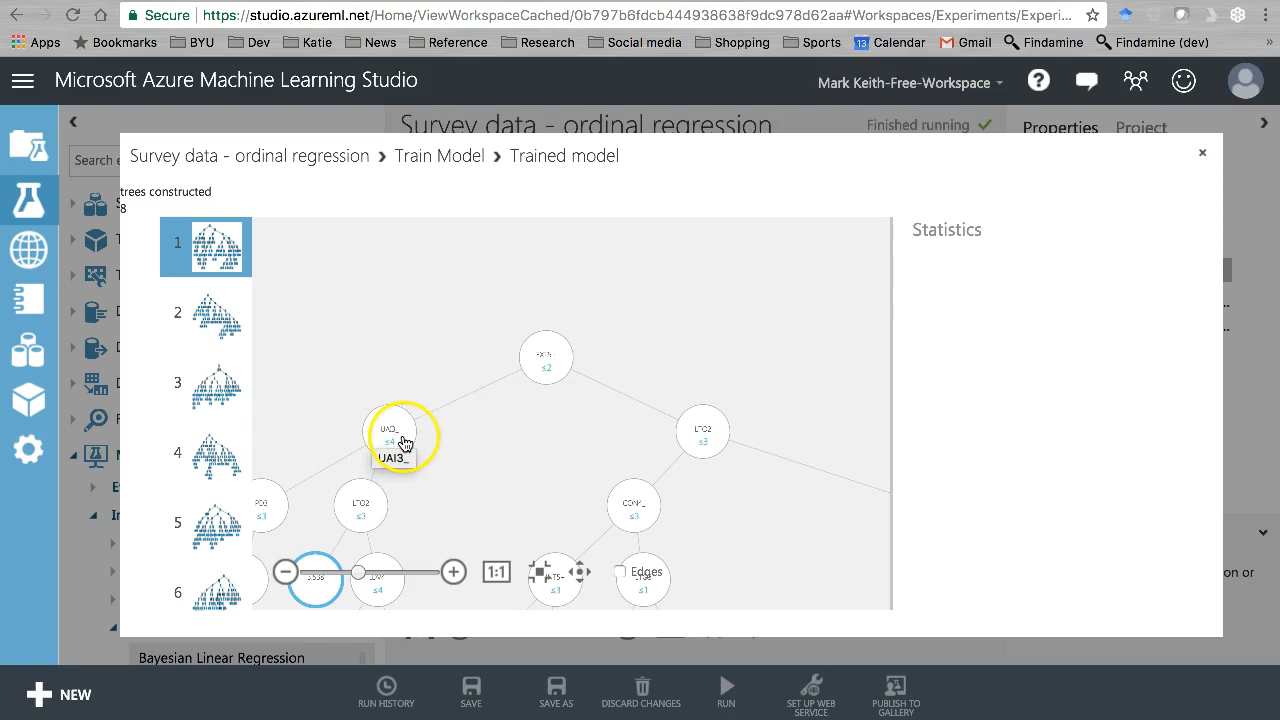 Secure
https://studio.azureml.net/Home/ViewWorkspaceCached/0b797b6fdcb444938638f9dc978d62aa#Workspaces/Experiments/Experi...
Apps
Bookmarks
BYU
Dev
Katie
News
Reference
Research
Social media
Shopping
Sports
13 Calendar
Gmail
Findamine
Findamine (dev)
»
Microsoft Azure Machine Learning Studio
Mark Keith-Free-Workspace
Survey data - ordinal regression
Finished running
Properties
Project
Search e
Survey data - ordinal regression > Train Model > Trained model
×
trees constructed
8
Statistics
1
2
3
4
5
6
≤2
UAI3_
≤4
UAI3_
LTO2
≤3
≤3
LTO2
≤3
≤3
≤4
≤3
≤1
1:1
Edges
on or
Bayesian Linear Regression
NEW
RUN HISTORY
SAVE
SAVE AS
DISCARD CHANGES
RUN
SET UP WEB
SERVICE
PUBLISH TO
GALLERY